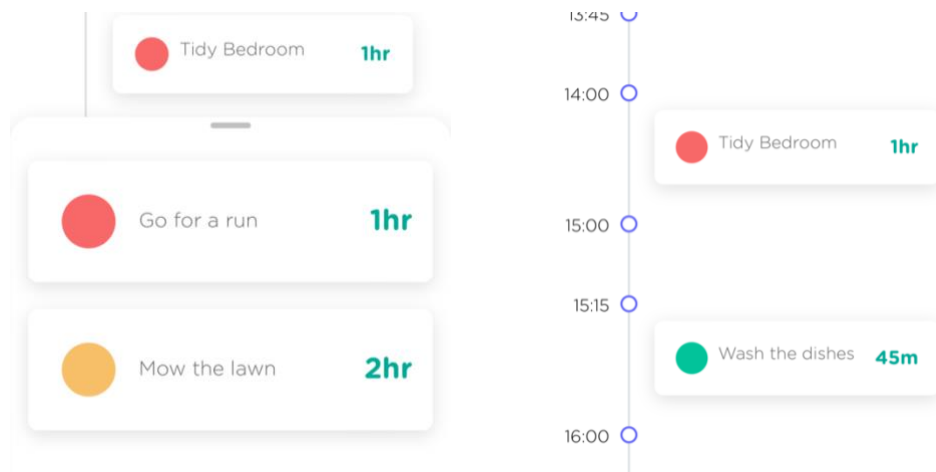 Tidy Bedroom 1hr
Go for a run 1hr
Mow the lawn 2hr
13:45
14:00
Tidy Bedroom 1hr
15:00
15:15
Wash the dishes 45m
16:00